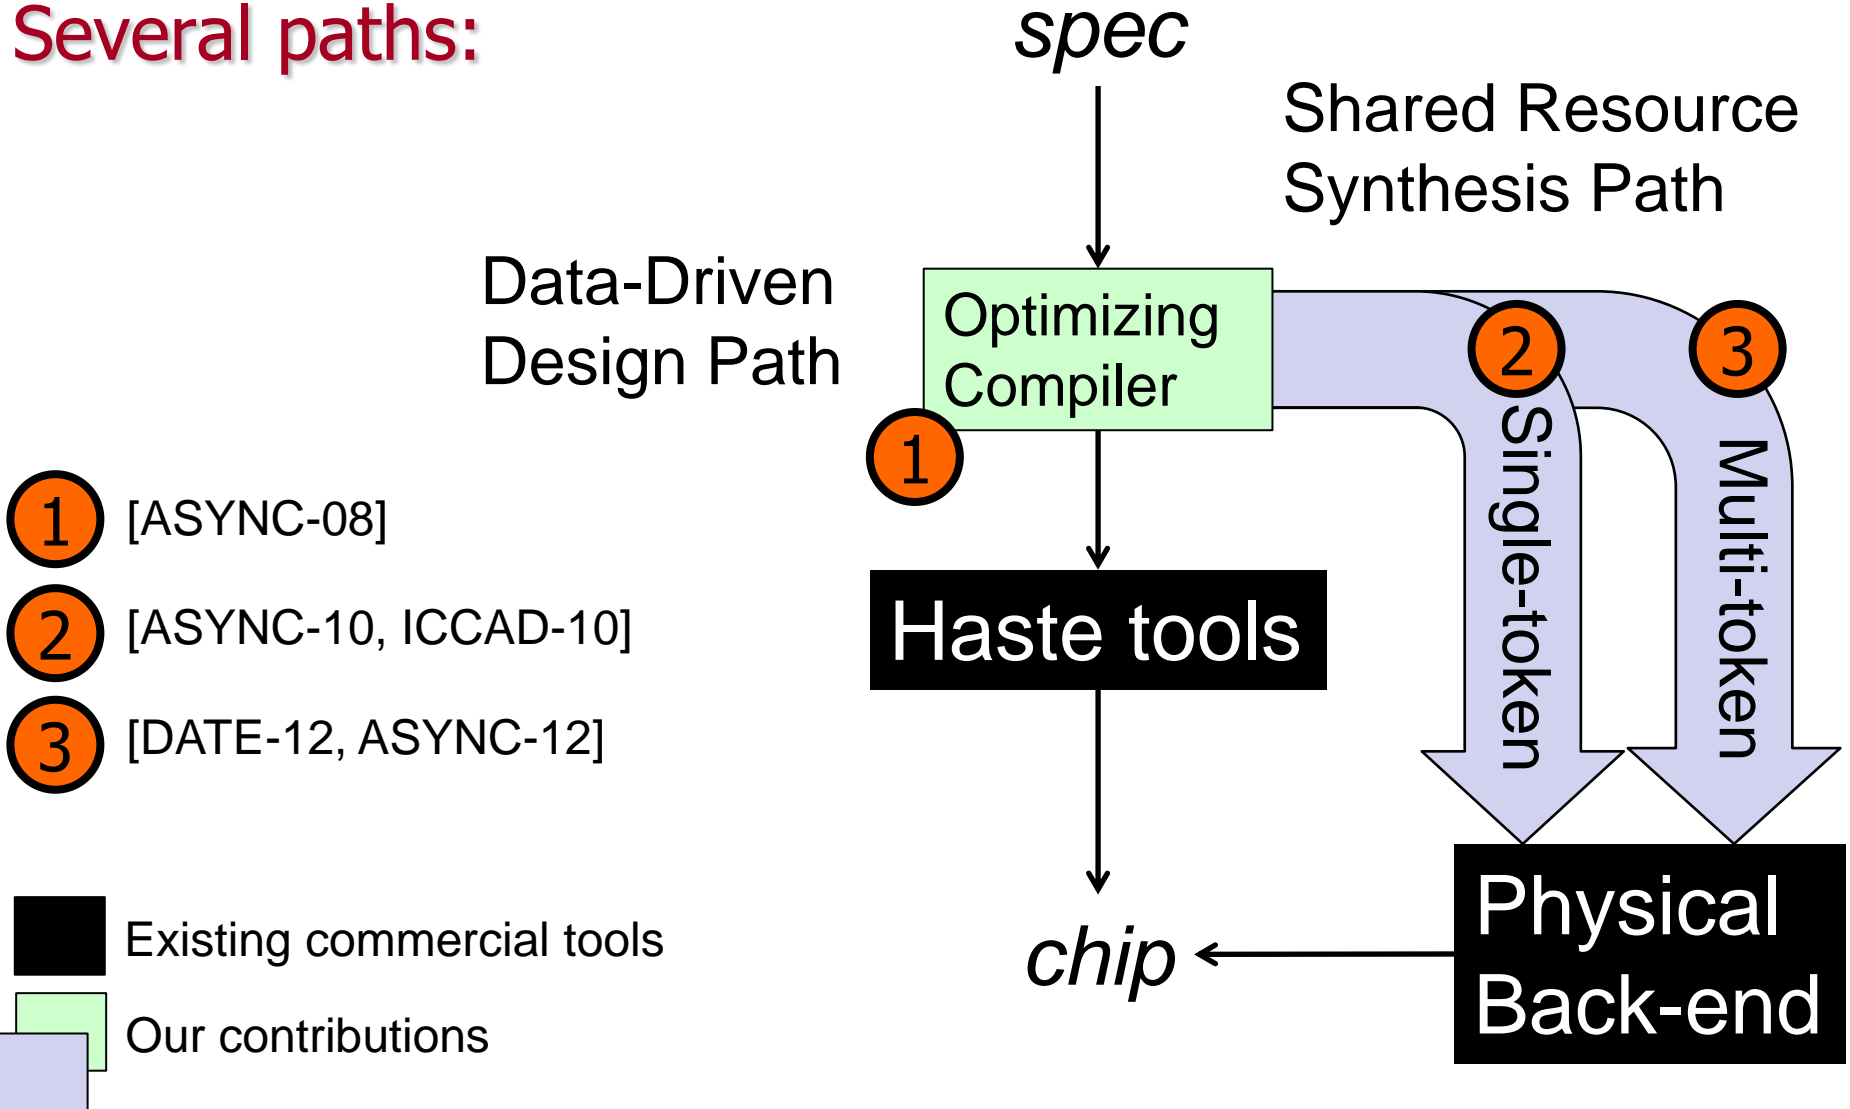 Several paths:
spec
Shared Resource
Synthesis Path
Data-Driven
Design Path
Optimizing
Compiler
1
2
3
Single-token
Multi-token
1 [ASYNC-08]
2 [ASYNC-10, ICCAD-10]
3 [DATE-12, ASYNC-12]
Haste tools
Existing commercial tools
Our contributions
chip
Physical
Back-end